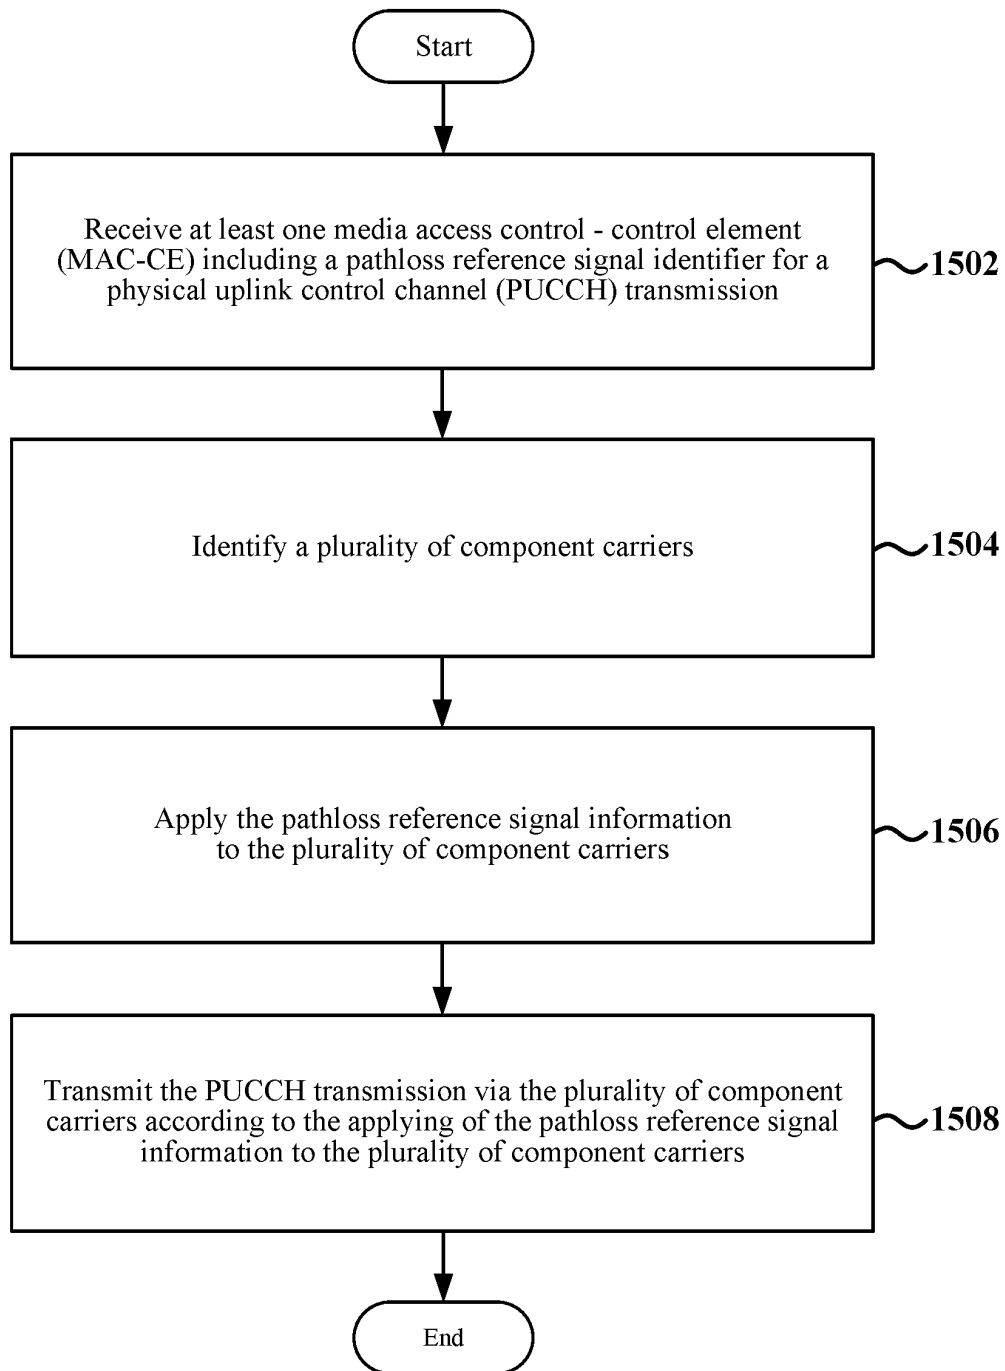 Start
Receive at least one media access control - control element
(MAC-CE) including a pathloss reference signal identifier for a
physical uplink control channel (PUCCH) transmission
1502
Identify a plurality of component carriers
1504
Apply the pathloss reference signal information
to the plurality of component carriers
1506
Transmit the PUCCH transmission via the plurality of component
carriers according to the applying of the pathloss reference signal
information to the plurality of component carriers
1508
End